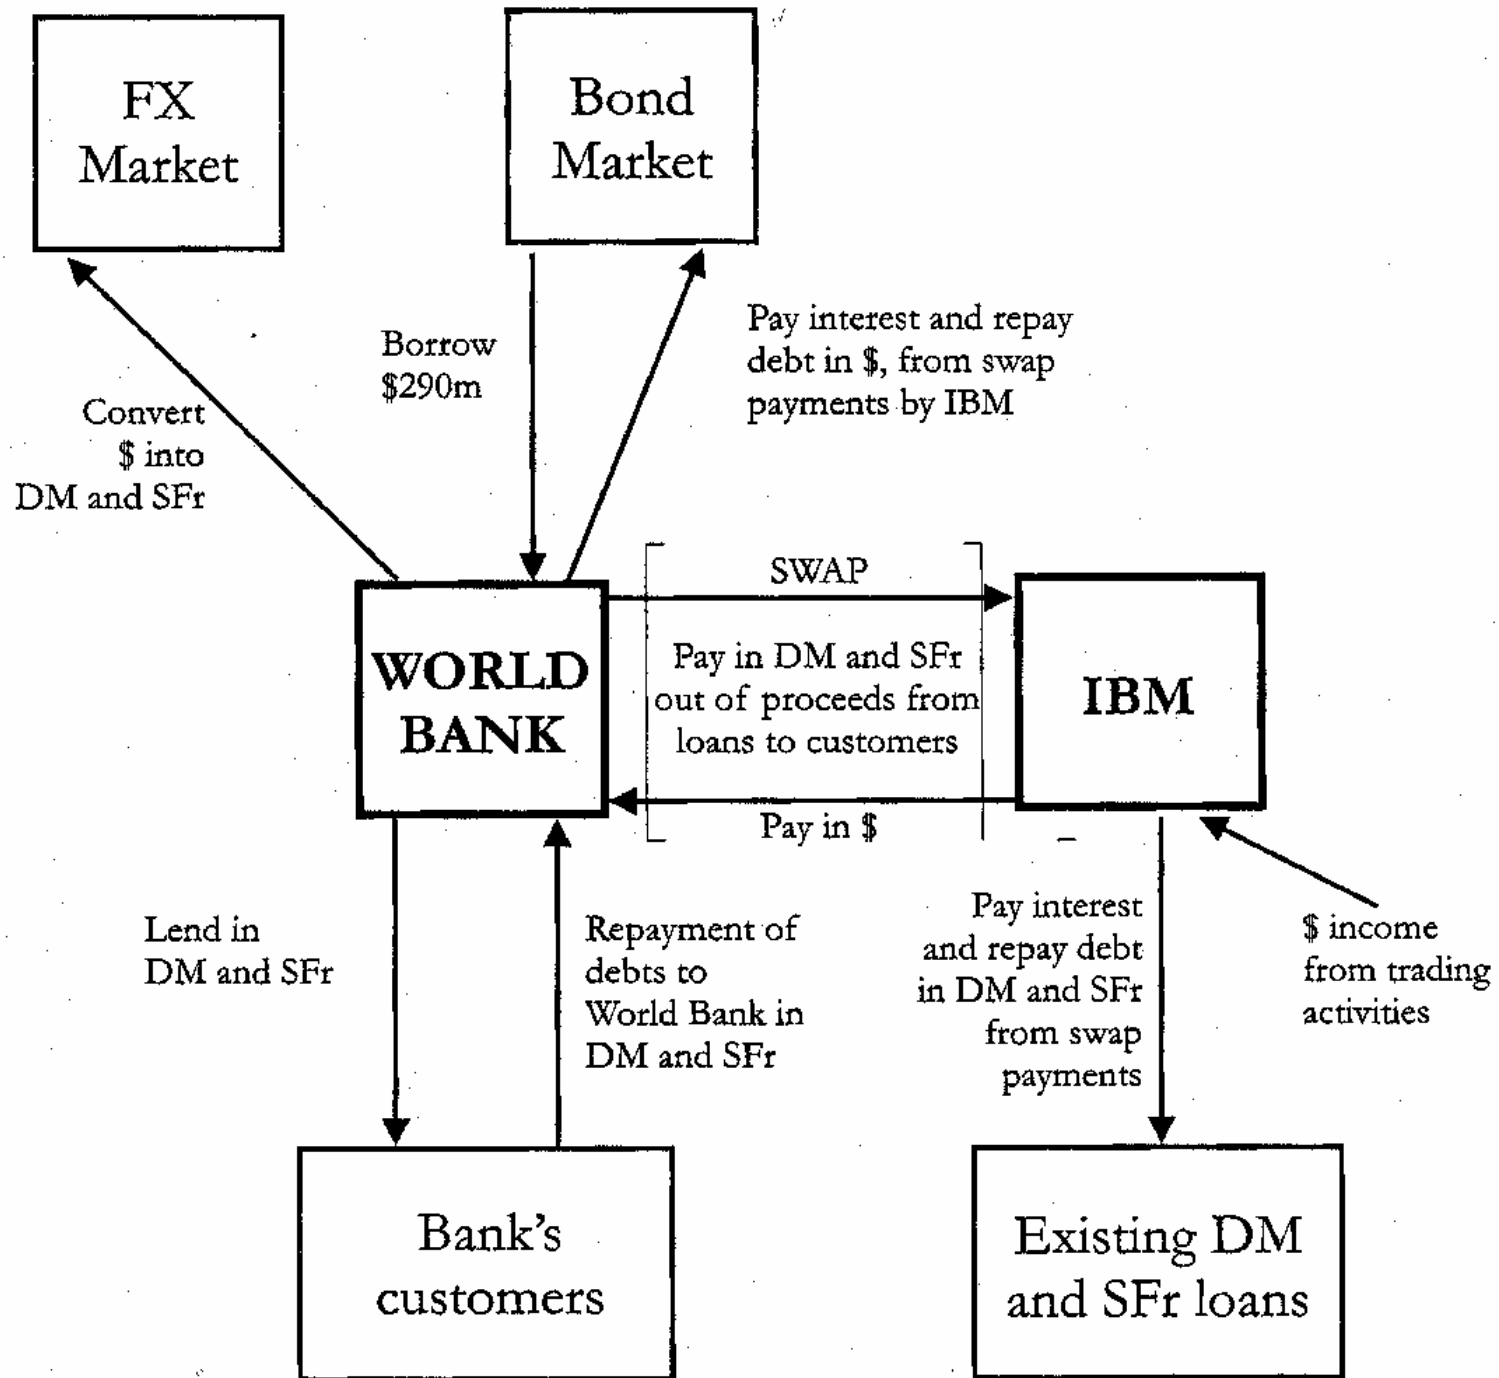 FX
Market
Bond
Market
Borrow
$290m
Pay interest and repay
debt in $, from swap
payments by IBM
Convert
$ into
DM and SFr
WORLD
BANK
SWAP
Pay in DM and SFr
out of proceeds from
loans to customers
Pay in $
IBM
Lend in
DM and SFr
Repayment of
debts to
World Bank in
DM and SFr
Pay interest
and repay debt
in DM and SFr
from swap
payments
$ income
from trading
activities
Bank's
customers
Existing DM
and SFr loans